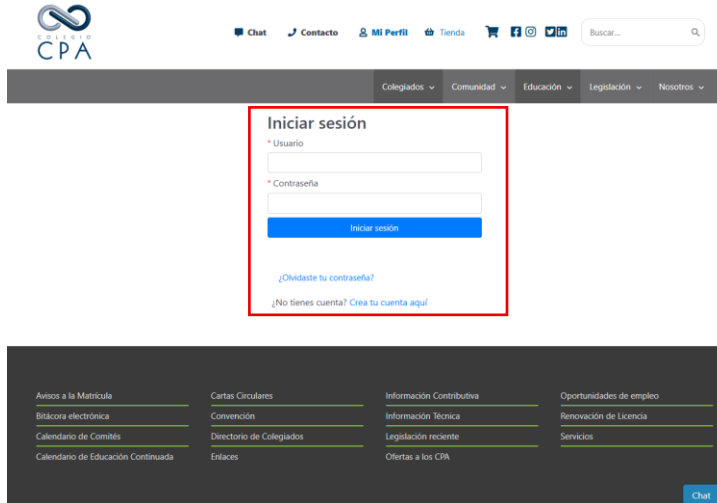 COLEGIO
CPA
Chat Contacto Mi Perfil Tienda Buscar...
Colegiados Comunidad Educación Legislación Nosotros
Iniciar sesión
* Usuario
* Contraseña
Iniciar sesión
¿Olvidaste tu contraseña?
¿No tienes cuenta? Crea tu cuenta aquí
Avisos a la Matrícula Cartas Circulares Información Contributiva Oportunidades de empleo
Bitácora electrónica Convención Información Técnica Renovación de Licencia
Calendario de Comités Directorio de Colegiados Legislación reciente Servicios
Calendario de Educación Continuada Enlaces Ofertas a los CPA
Chat